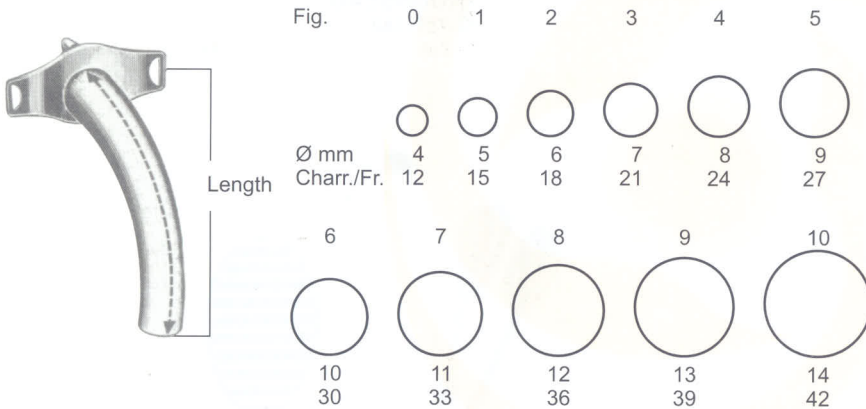 Fig. 0 1 2 3 4 5
Ø mm 4 5 6 7 8 9
Charr./Fr. 12 15 18 21 24 27
Length
6 7 8 9 10
10 11 12 13 14
30 33 36 39 42